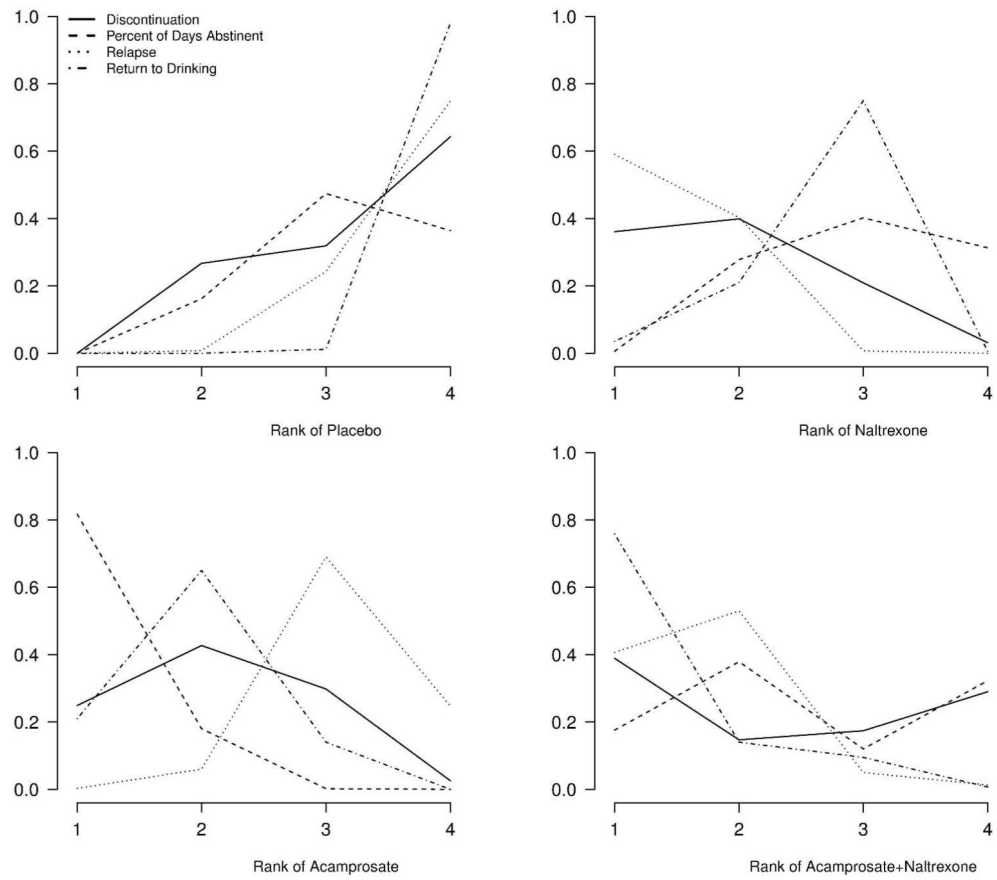 1.0
0.8
0.6
0.4
0.2
0.0
Discontinuation
Percent of Days Abstinent
Relapse
Return to Drinking
1 2 3 4
Rank of Placebo
1.0
0.8
0.6
0.4
0.2
0.0
1 2 3 4
Rank of Naltrexone
1.0
0.8
0.6
0.4
0.2
0.0
1 2 3 4
Rank of Acamprosate
1.0
0.8
0.6
0.4
0.2
0.0
1 2 3 4
Rank of Acamprosate+Naltrexone